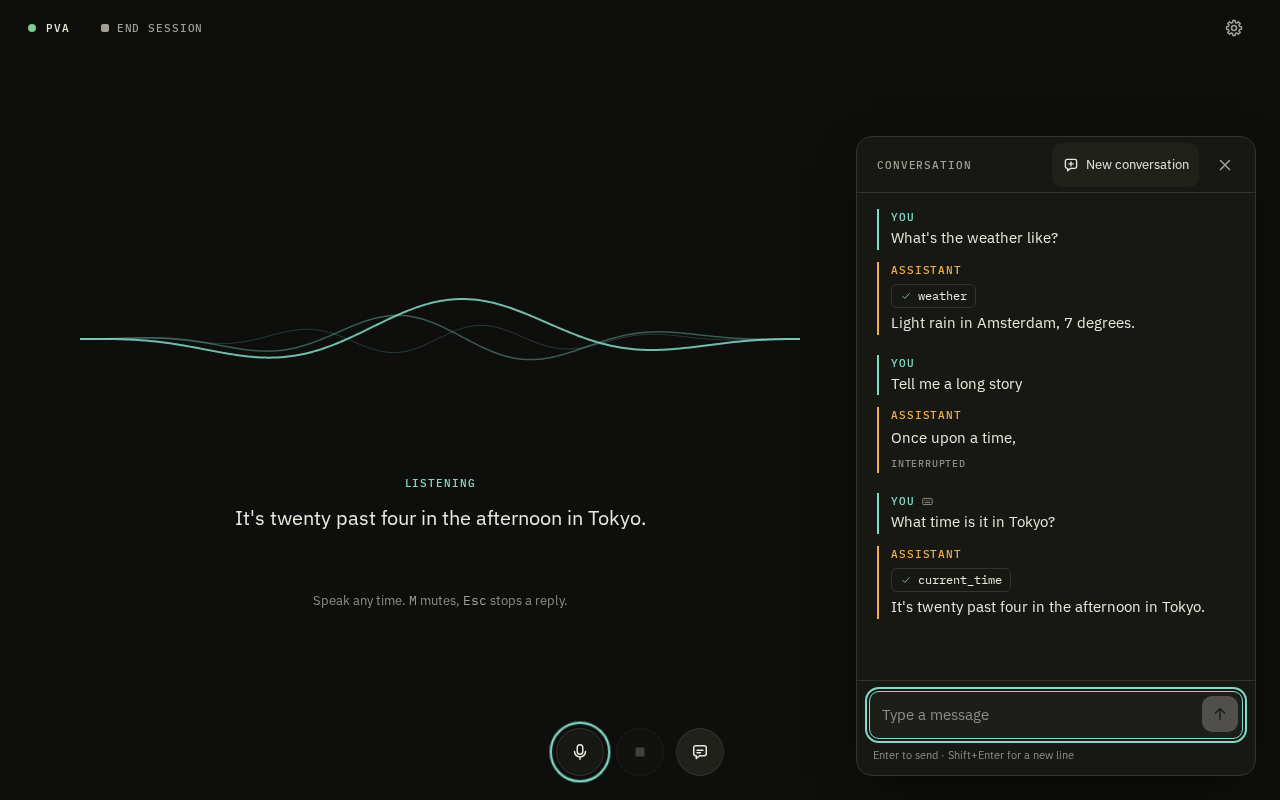 PVA
END SESSION
CONVERSATION
New conversation
YOU
What's the weather like?
ASSISTANT
weather
Light rain in Amsterdam, 7 degrees.
YOU
Tell me a long story
ASSISTANT
Once upon a time,
INTERRUPTED
YOU
What time is it in Tokyo?
ASSISTANT
current_time
It's twenty past four in the afternoon in Tokyo.
LISTENING
It's twenty past four in the afternoon in Tokyo.
Speak any time. M mutes, Esc stops a reply.
Type a message
Enter to send · Shift+Enter for a new line